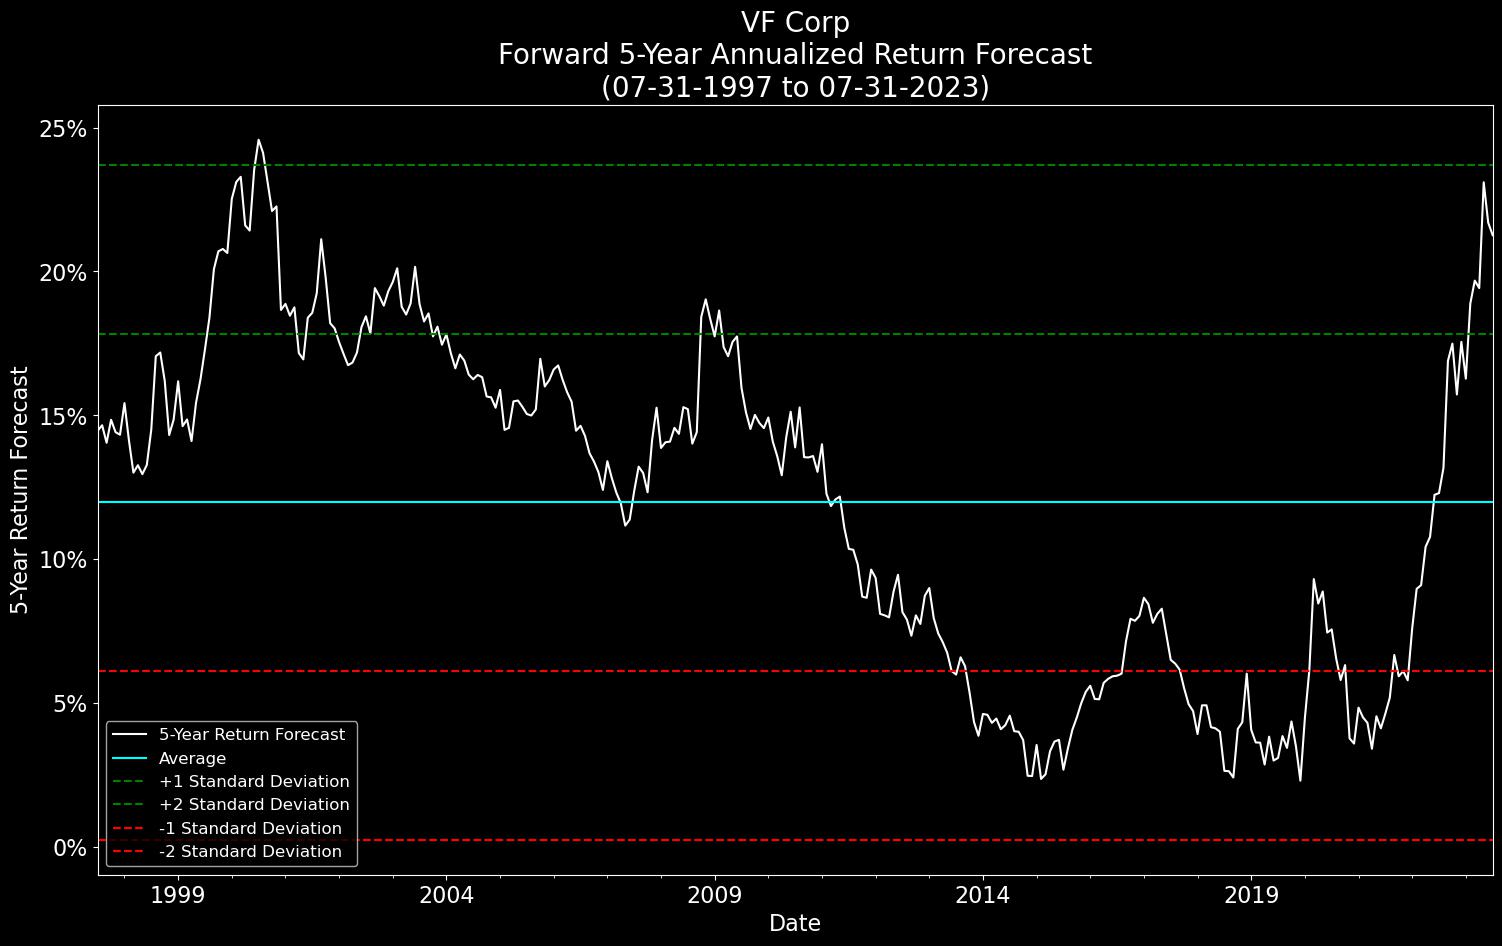 VF Corp
Forward 5-Year Annualized Return Forecast
(07-31-1997 to 07-31-2023)
25%
20%
15%
10%
5%
0%
5-Year Return Forecast
5-Year Return Forecast
Average
+1 Standard Deviation
+2 Standard Deviation
-1 Standard Deviation
-2 Standard Deviation
1999 2004 2009 2014 2019
Date